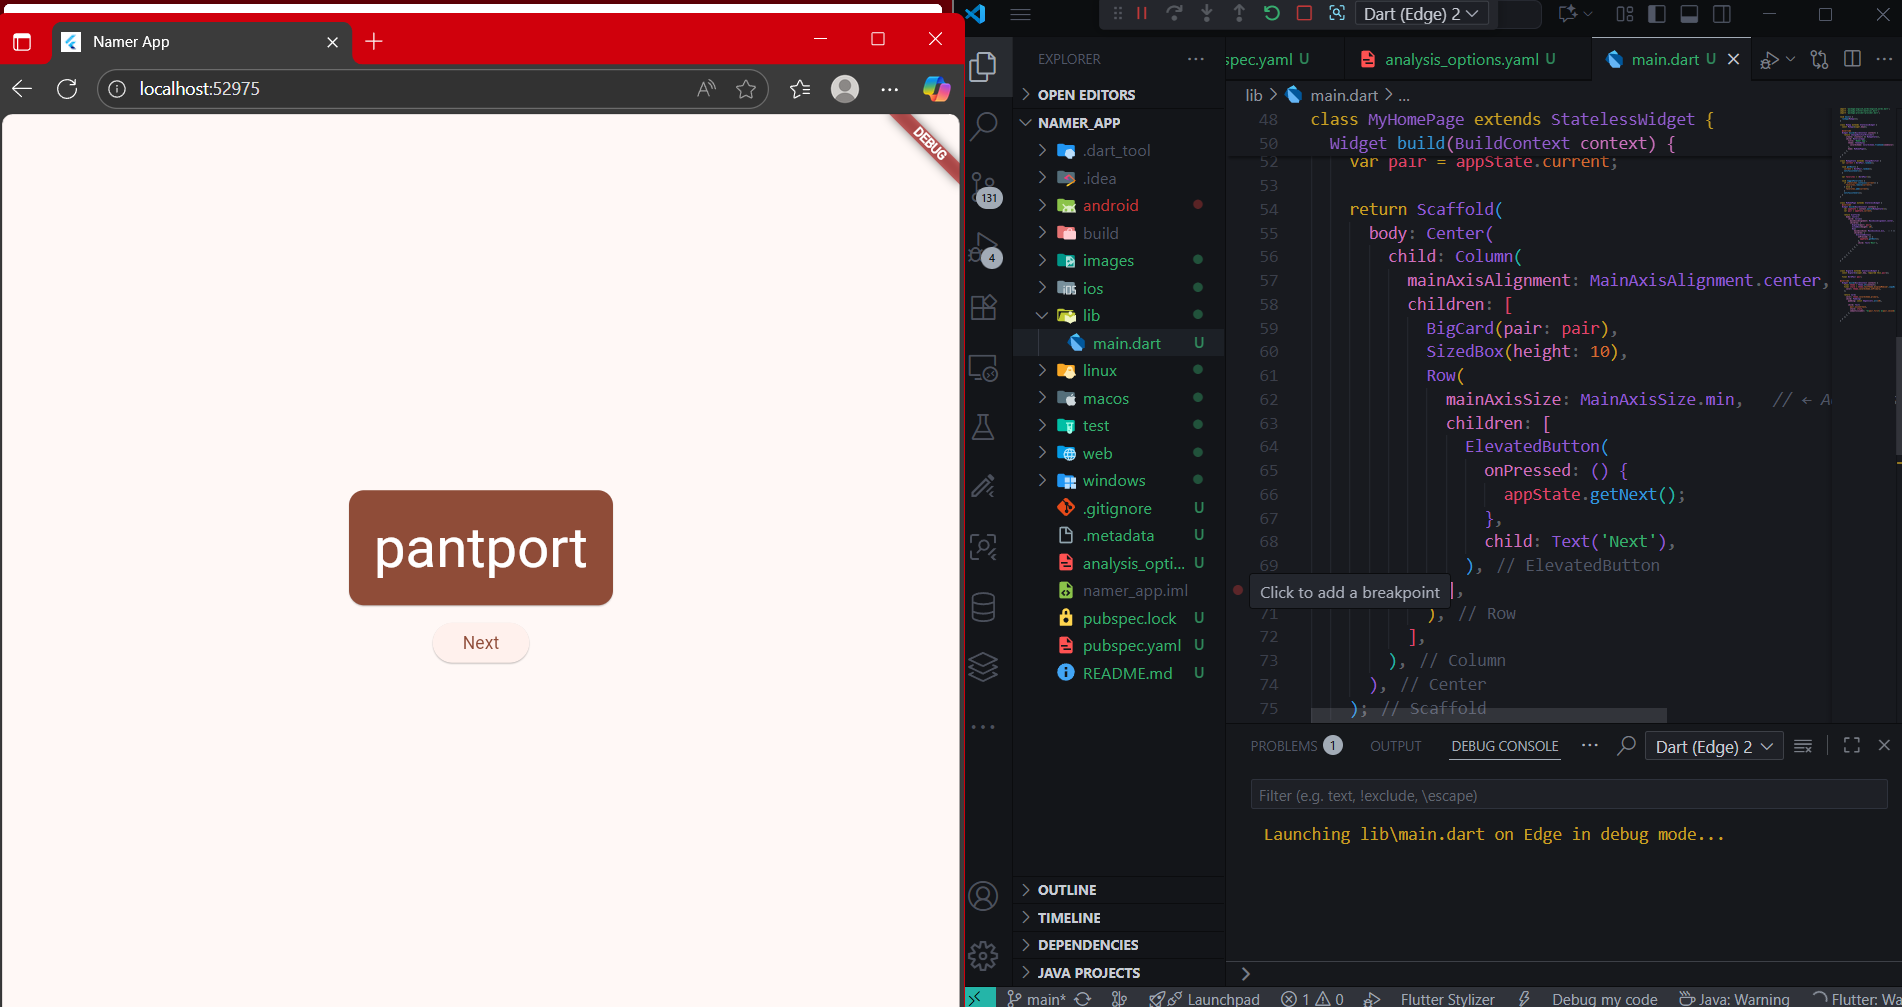 Namer App
localhost:52975
DEBUG
pantport
Next
Dart (Edge) 2
EXPLORER
OPEN EDITORS
NAMER_APP
.dart_tool
.idea
android
build
images
ios
lib
main.dart U
linux
macos
test
web
windows
.gitignore U
.metadata U
analysis_opti... U
namer_app.iml
pubspec.lock U
pubspec.yaml U
README.md U
131
4
OUTLINE
TIMELINE
DEPENDENCIES
JAVA PROJECTS
spec.yaml U
analysis_options.yaml U
main.dart U
lib > main.dart > ...
48 class MyHomePage extends StatelessWidget {
50 Widget build(BuildContext context) {
52 var pair = appState.current;
53
54 return Scaffold(
55 body: Center(
56 child: Column(
57 mainAxisAlignment: MainAxisAlignment.center,
58 children: [
59 BigCard(pair: pair),
60 SizedBox(height: 10),
61 Row(
62 mainAxisSize: MainAxisSize.min, // ← A
63 children: [
64 ElevatedButton(
65 onPressed: () {
66 appState.getNext();
67 },
68 child: Text('Next'),
69 ), // ElevatedButton
Click to add a breakpoint ],
71 ), // Row
72 ],
73 ), // Column
74 ), // Center
75 ); // Scaffold
PROBLEMS 1 OUTPUT DEBUG CONSOLE ... Dart (Edge) 2
Filter (e.g. text, !exclude, \escape)
Launching lib\main.dart on Edge in debug mode...
>
main* Launchpad 1 0 Flutter Stylizer Debug my code Java: Warning Flutter: Wa